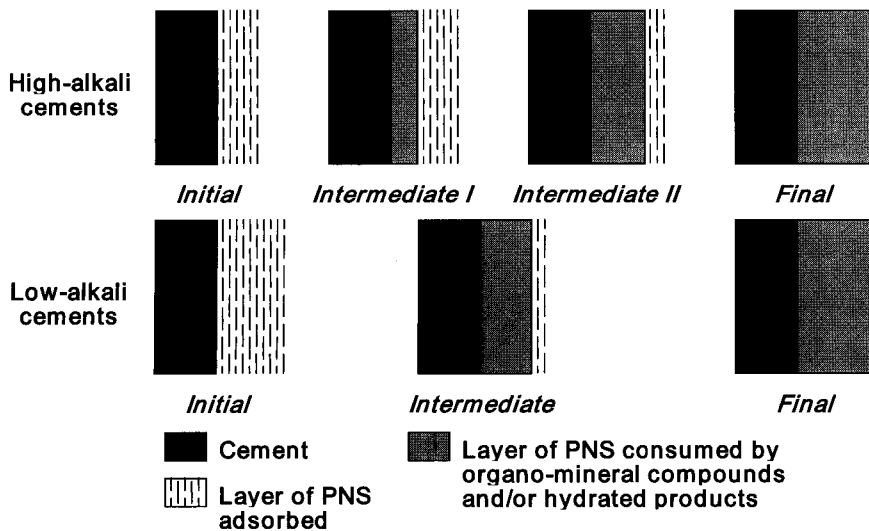 High-alkali
cements
Initial
Intermediate I
Intermediate II
Final
Low-alkali
cements
Initial
Intermediate
Final
Cement
Layer of PNS
adsorbed
Layer of PNS consumed by
organo-mineral compounds
and/or hydrated products